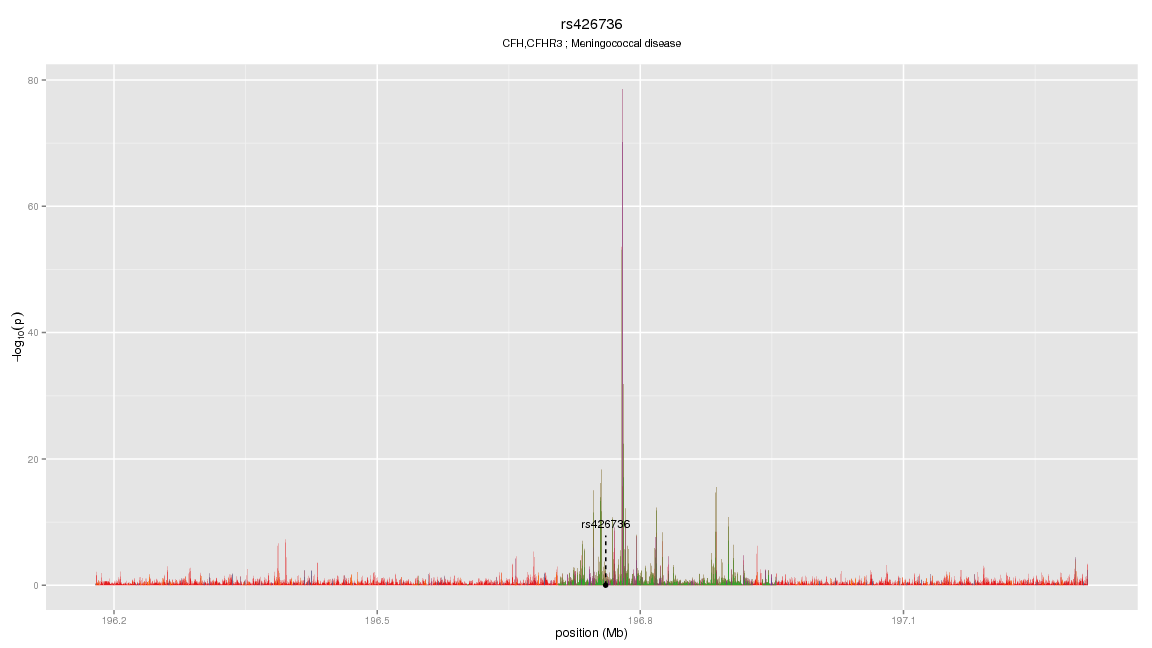 rs426736
CFH,CFHR3 ; Meningococcal disease
80
60
40
20
0
−log10(p)
rs426736
196.2
196.5
196.8
197.1
position (Mb)